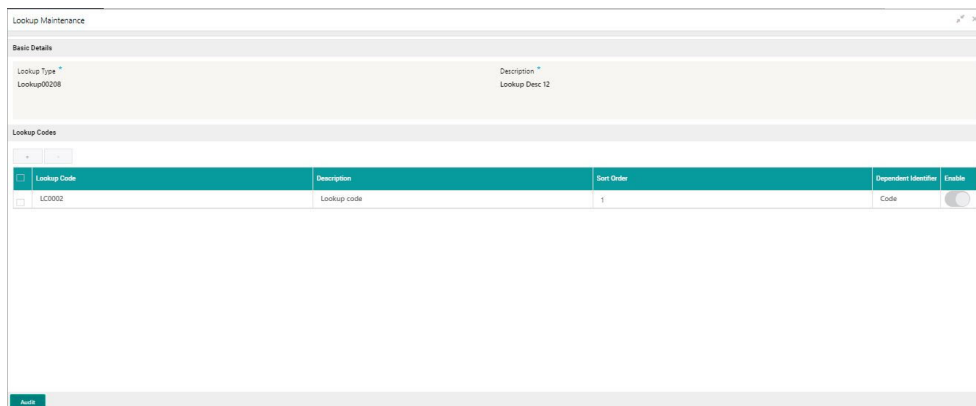 Lookup Maintenance
Basic Details
Lookup Type * Description *
Lookup00208 Lookup Desc 12
Lookup Codes
+ -
Lookup Code Description Sort Order Dependent Identifier Enable
LC0002 Lookup code 1 Code
Audit